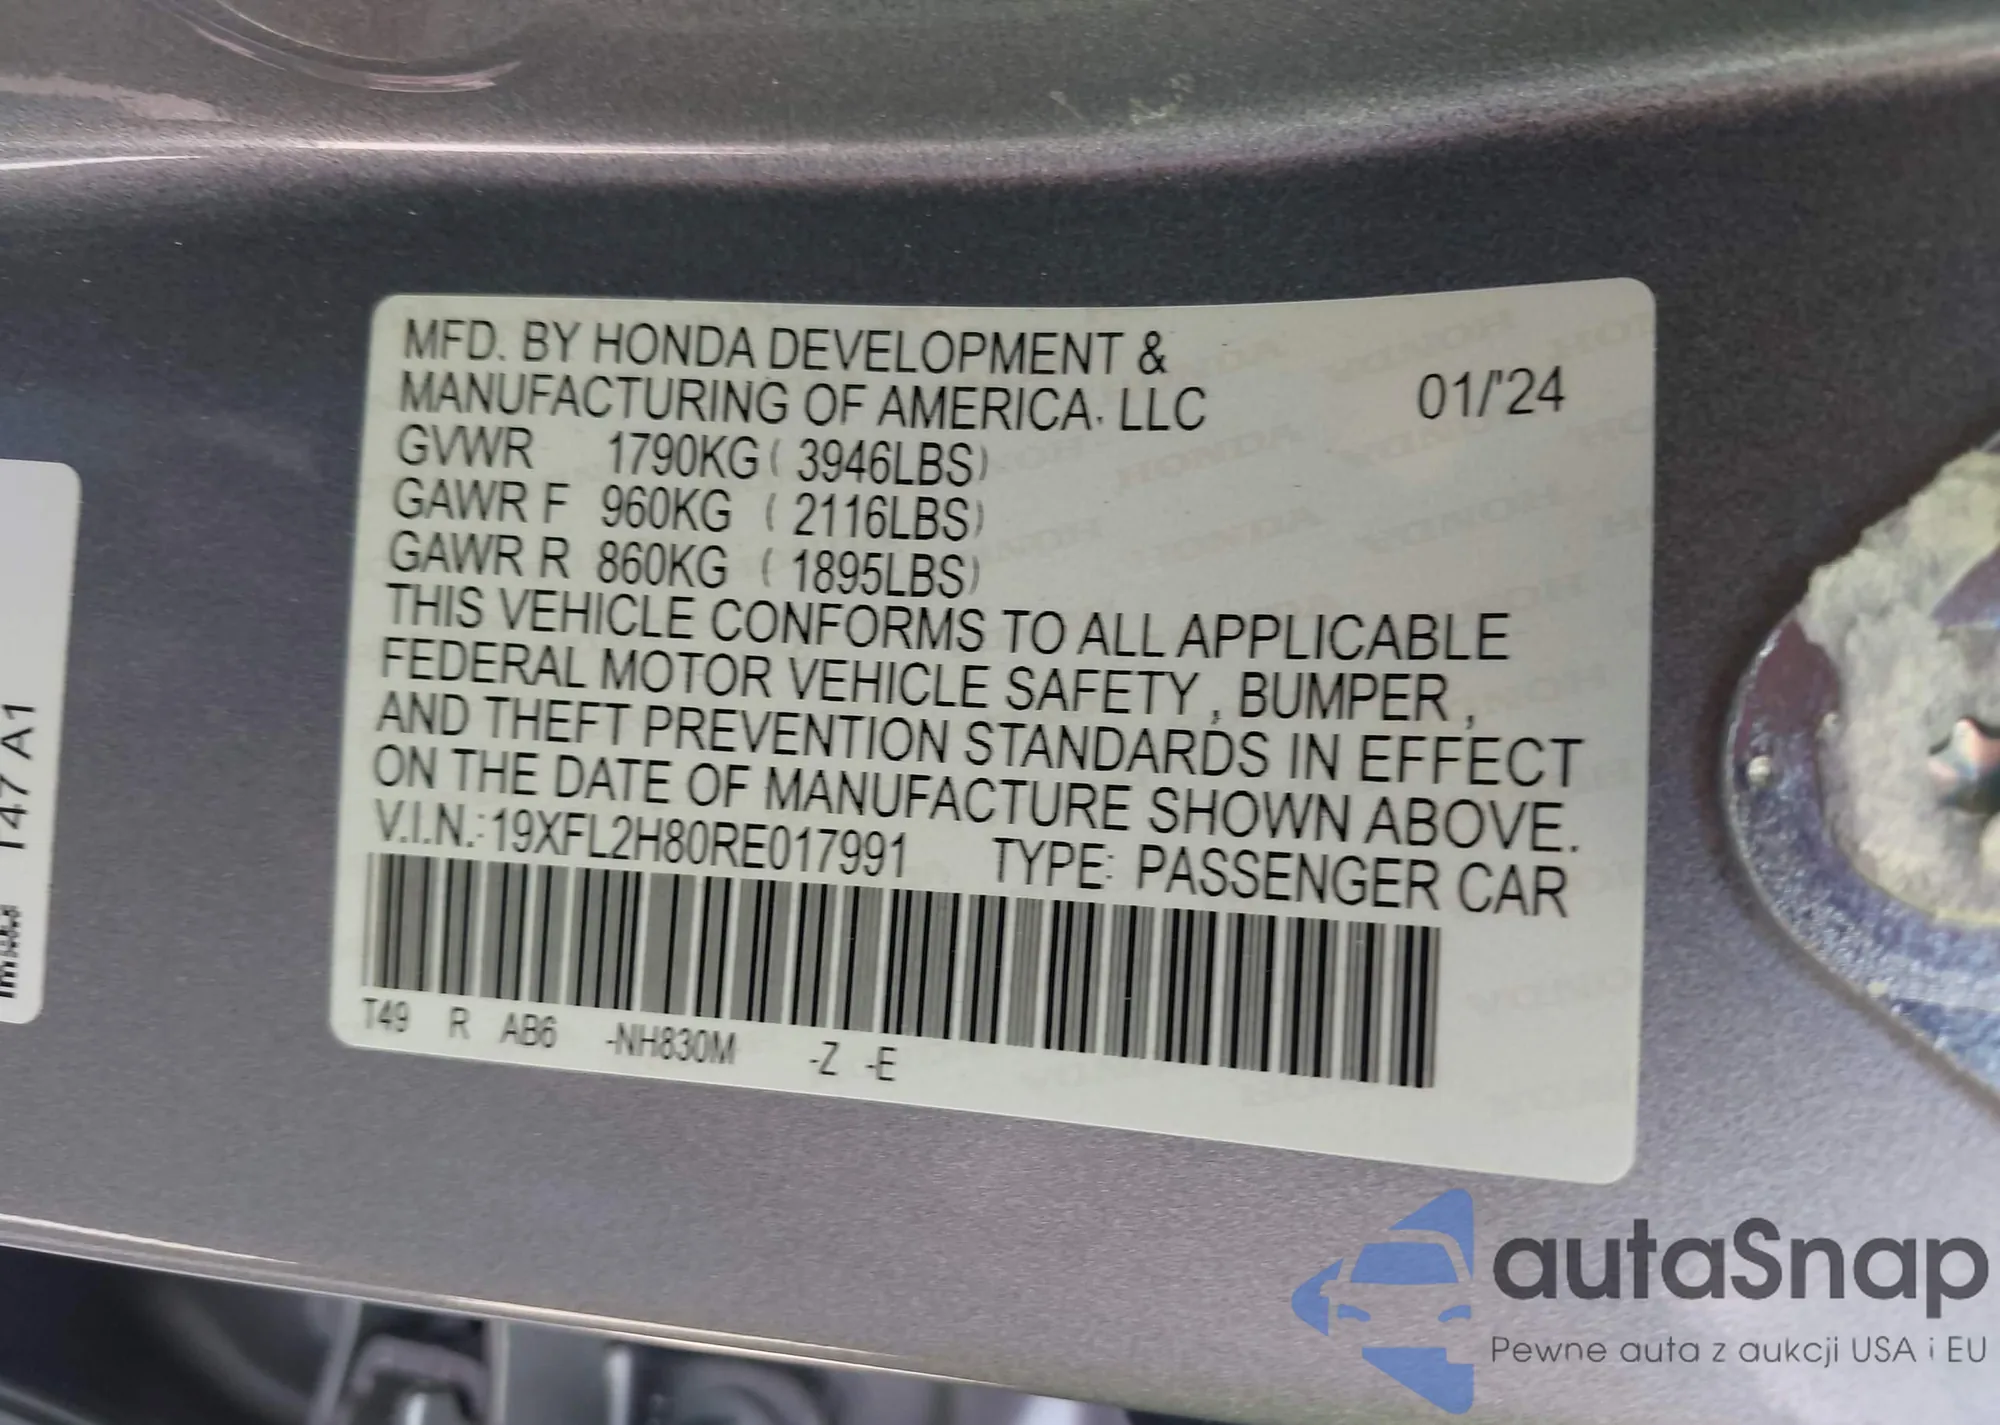 MFD. BY HONDA DEVELOPMENT &
MANUFACTURING OF AMERICA, LLC 01/'24
GVWR 1790KG ( 3946LBS)
GAWR F 960KG ( 2116LBS)
GAWR R 860KG ( 1895LBS)
THIS VEHICLE CONFORMS TO ALL APPLICABLE
FEDERAL MOTOR VEHICLE SAFETY , BUMPER ,
AND THEFT PREVENTION STANDARDS IN EFFECT
ON THE DATE OF MANUFACTURE SHOWN ABOVE.
V.I.N.:19XFL2H80RE017991 TYPE: PASSENGER CAR
T49 R AB6 -NH830M -Z -E
T47 A1
autaSnap
Pewne auta z aukcji USA i EU